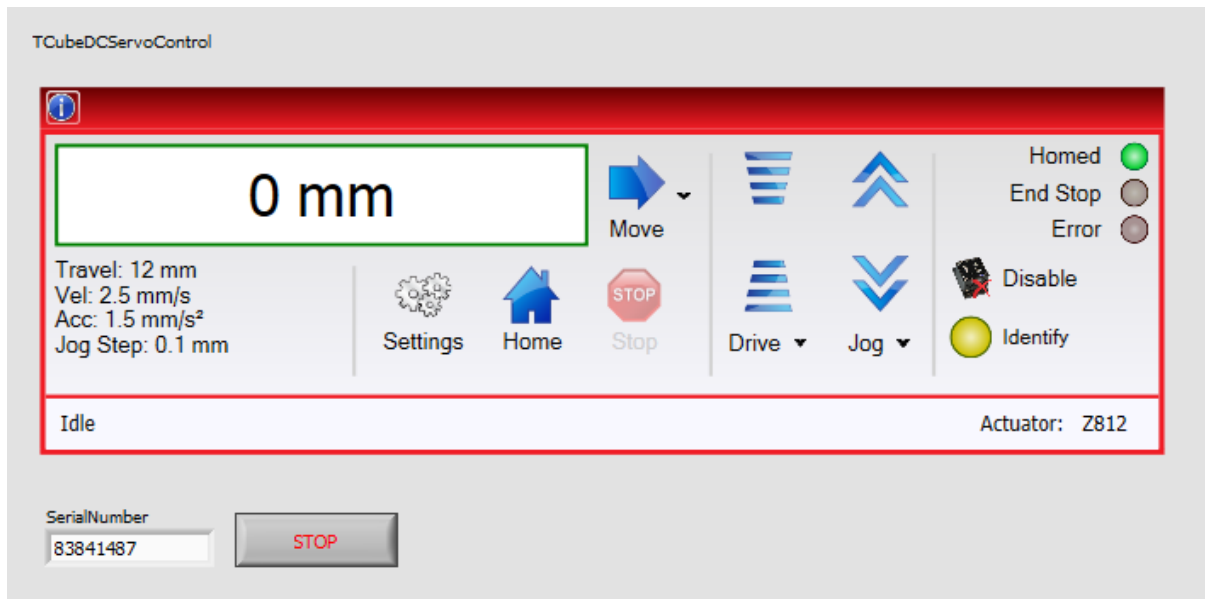 TCubeDCServoControl
0 mm
Move
Homed
End Stop
Error
Travel: 12 mm
Vel: 2.5 mm/s
Acc: 1.5 mm/s²
Jog Step: 0.1 mm
Settings
Home
STOP
Stop
Drive
Jog
Disable
Identify
Idle
Actuator: Z812
SerialNumber
83841487
STOP